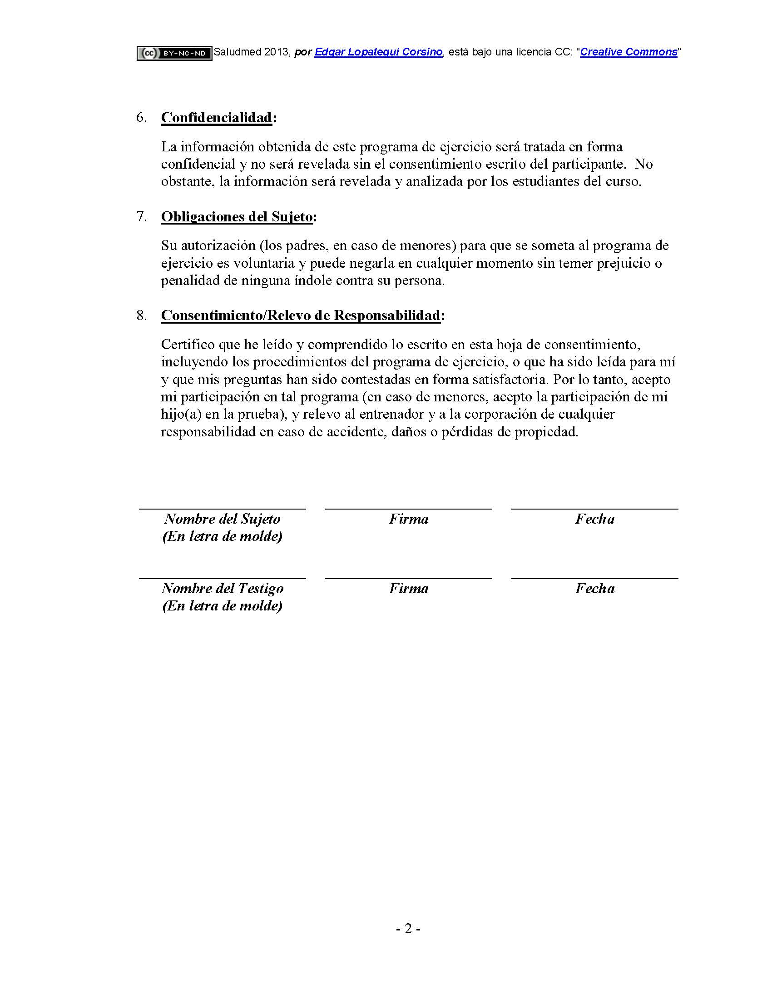 (cc) BY-NC-ND Saludmed 2013, por Edgar Lopategui Corsino, está bajo una licencia CC: "Creative Commons”
6. Confidencialidad:
La información obtenida de este programa de ejercicio será tratada en forma
confidencial y no será revelada sin el consentimiento escrito del participante.  No
obstante, la información será revelada y analizada por los estudiantes del curso.
7. Obligaciones del Sujeto:
Su autorización (los padres, en caso de menores) para que se someta al programa de
ejercicio es voluntaria y puede negarla en cualquier momento sin temer prejuicio o
penalidad de ninguna índole contra su persona.
8. Consentimiento/Relevo de Responsabilidad:
Certifico que he leído y comprendido lo escrito en esta hoja de consentimiento,
incluyendo los procedimientos del programa de ejercicio, o que ha sido leída para mí
y que mis preguntas han sido contestadas en forma satisfactoria. Por lo tanto, acepto
mi participación en tal programa (en caso de menores, acepto la participación de mi
hijo(a) en la prueba), y relevo al entrenador y a la corporación de cualquier
responsabilidad en caso de accidente, daños o pérdidas de propiedad.
Nombre del Sujeto Firma Fecha
(En letra de molde)
Nombre del Testigo Firma Fecha
(En letra de molde)
- 2 -